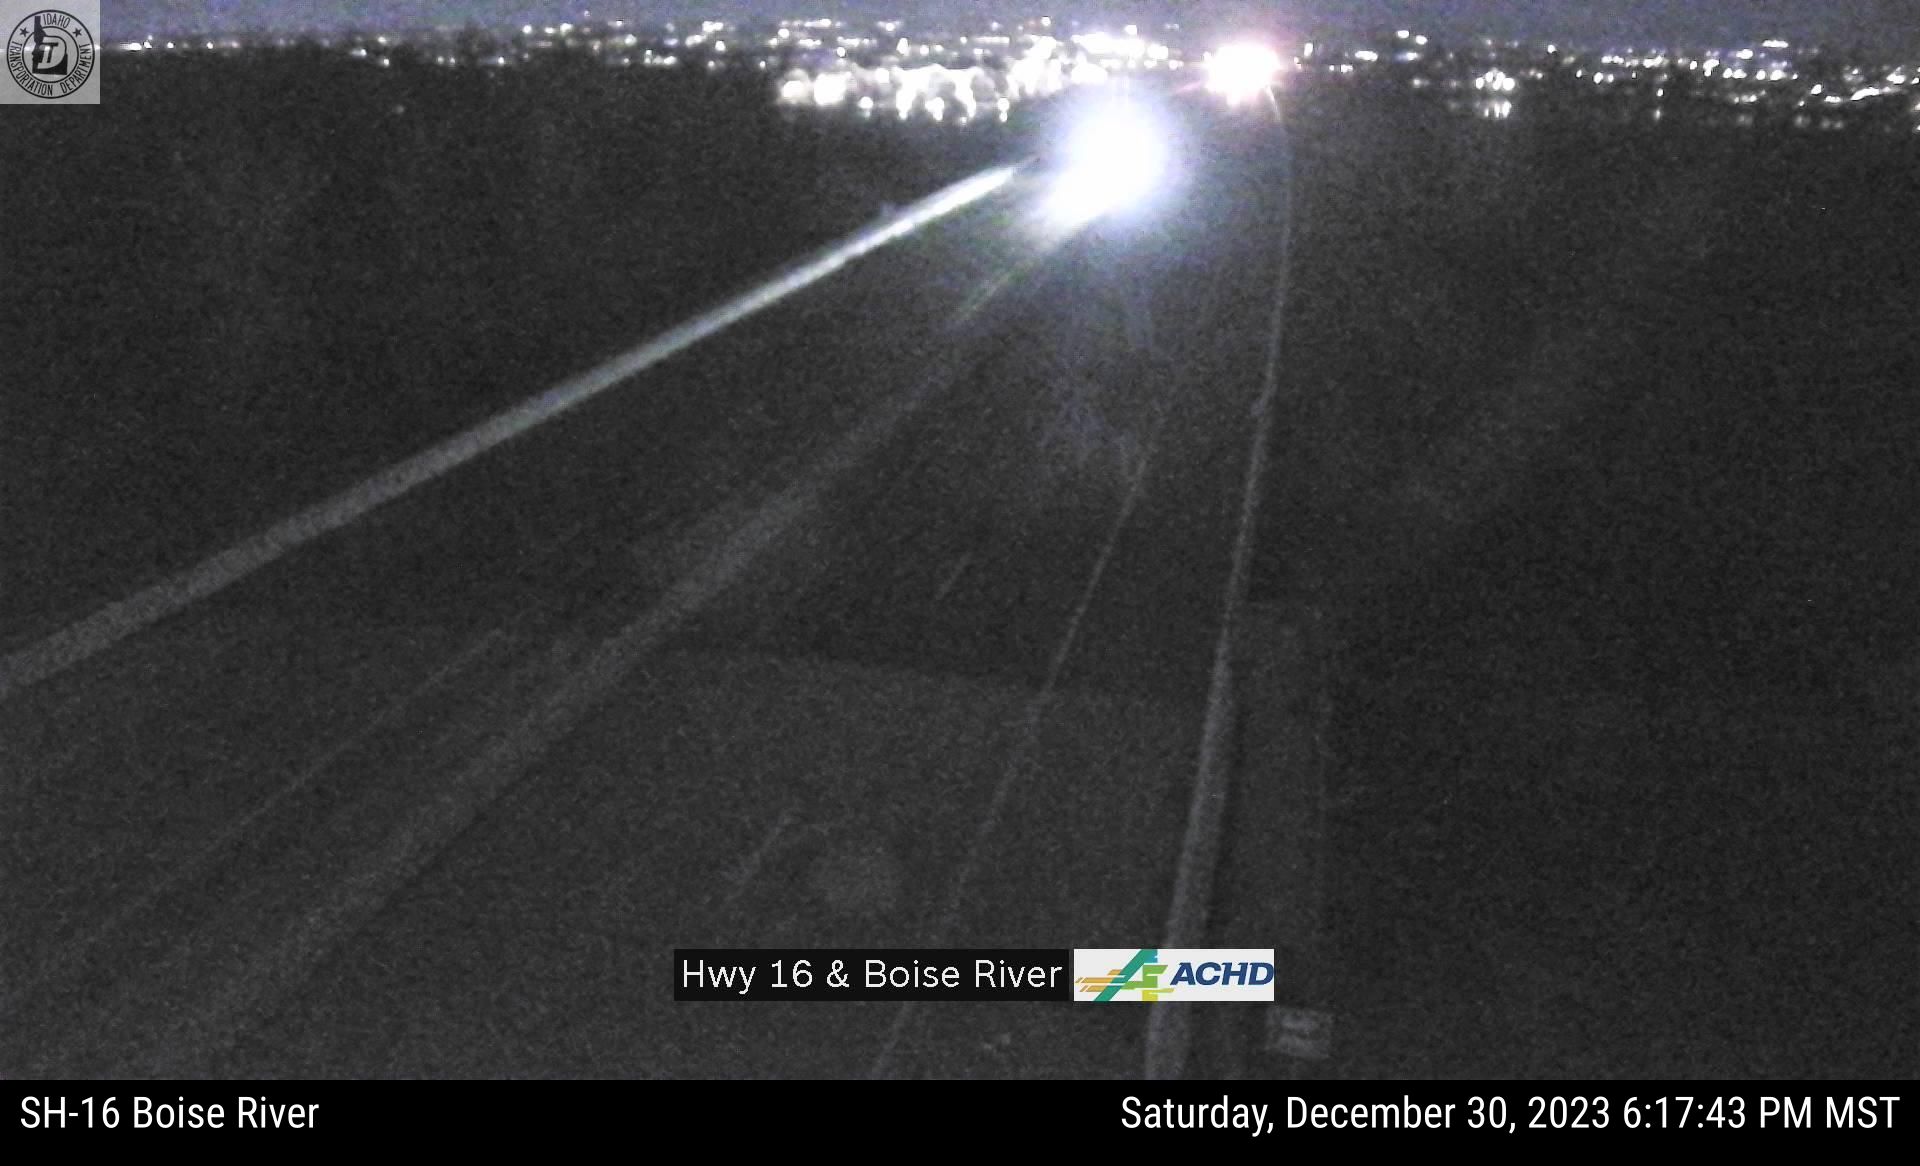 IDAHO
TRANSPORTATION DEPARTMENT
Hwy 16 & Boise River
ACHD
SH-16 Boise River
Saturday, December 30, 2023 6:17:43 PM MST